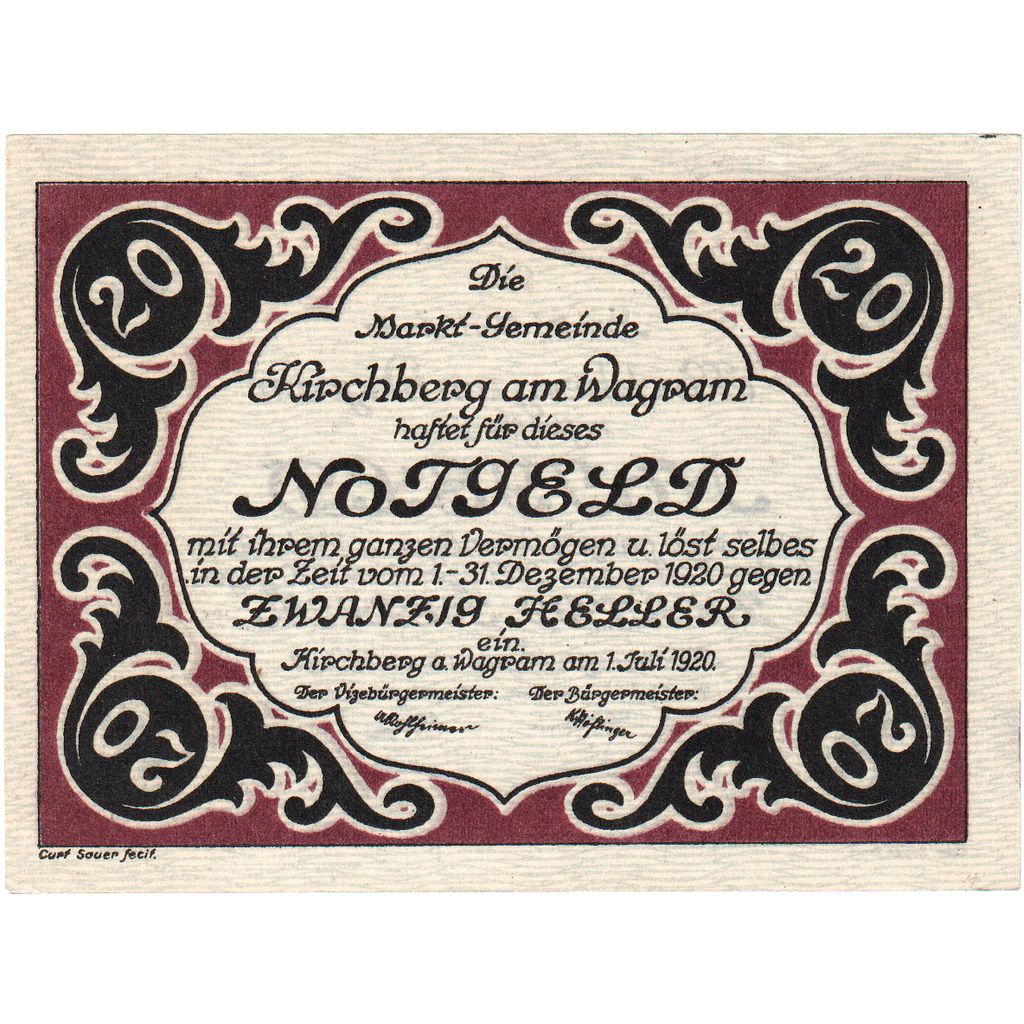 20
20
Die
Markt-Gemeinde
Kirchberg am Wagram
haftet für dieses
NOTGELD
mit ihrem ganzen Vermögen u. löst selbes
in der Zeit vom 1.-31. Dezember 1920 gegen
ZWANZIG HELLER
ein.
Kirchberg a. Wagram am 1. Juli 1920.
Der Vizebürgermeister: Der Bürgermeister:
20
20
Curt Sauer fecit.